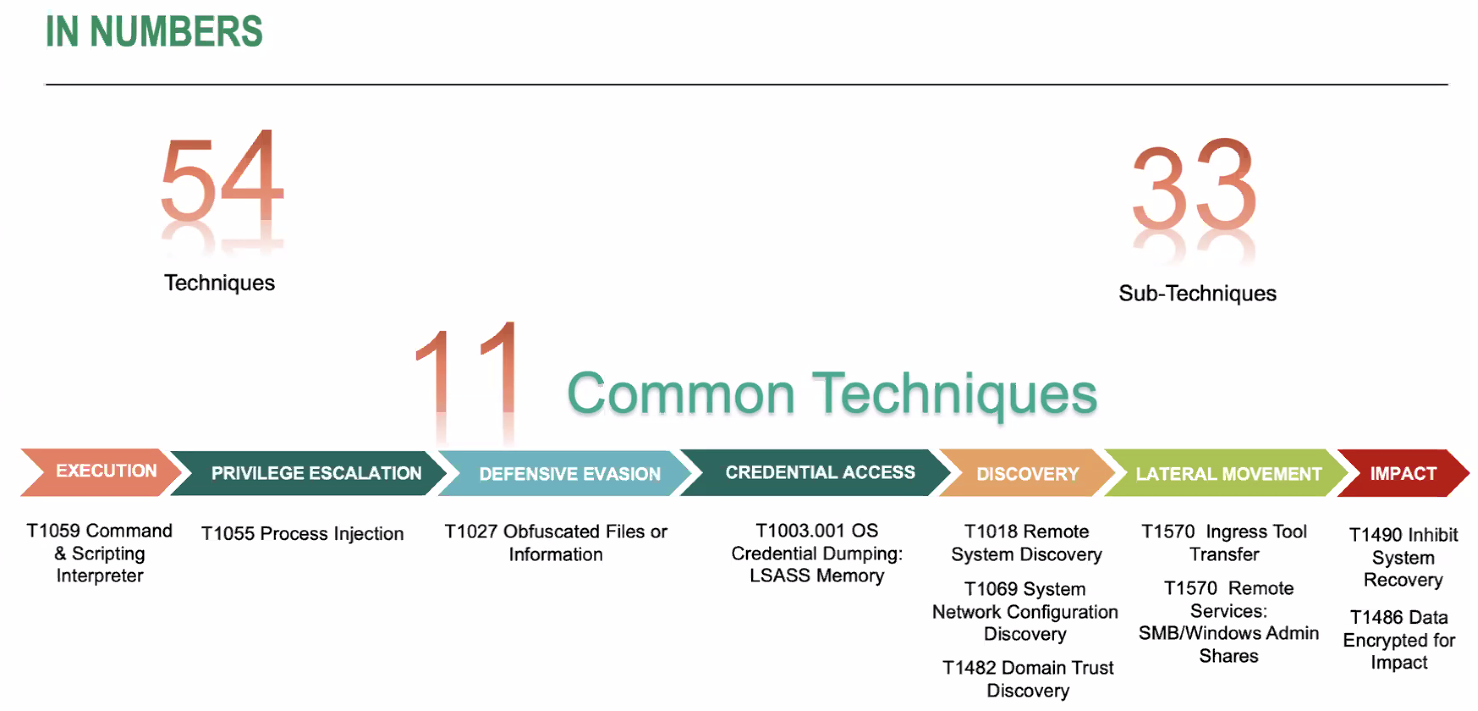 IN NUMBERS
54
Techniques
33
Sub-Techniques
11
Common Techniques
EXECUTION
PRIVILEGE ESCALATION
DEFENSIVE EVASION
CREDENTIAL ACCESS
DISCOVERY
LATERAL MOVEMENT
IMPACT
T1059 Command
& Scripting
Interpreter
T1055 Process Injection
T1027 Obfuscated Files or
Information
T1003.001 OS
Credential Dumping:
LSASS Memory
T1018 Remote
System Discovery
T1069 System
Network Configuration
Discovery
T1482 Domain Trust
Discovery
T1570 Ingress Tool
Transfer
T1570 Remote
Services:
SMB/Windows Admin
Shares
T1490 Inhibit
System
Recovery
T1486 Data
Encrypted for
Impact